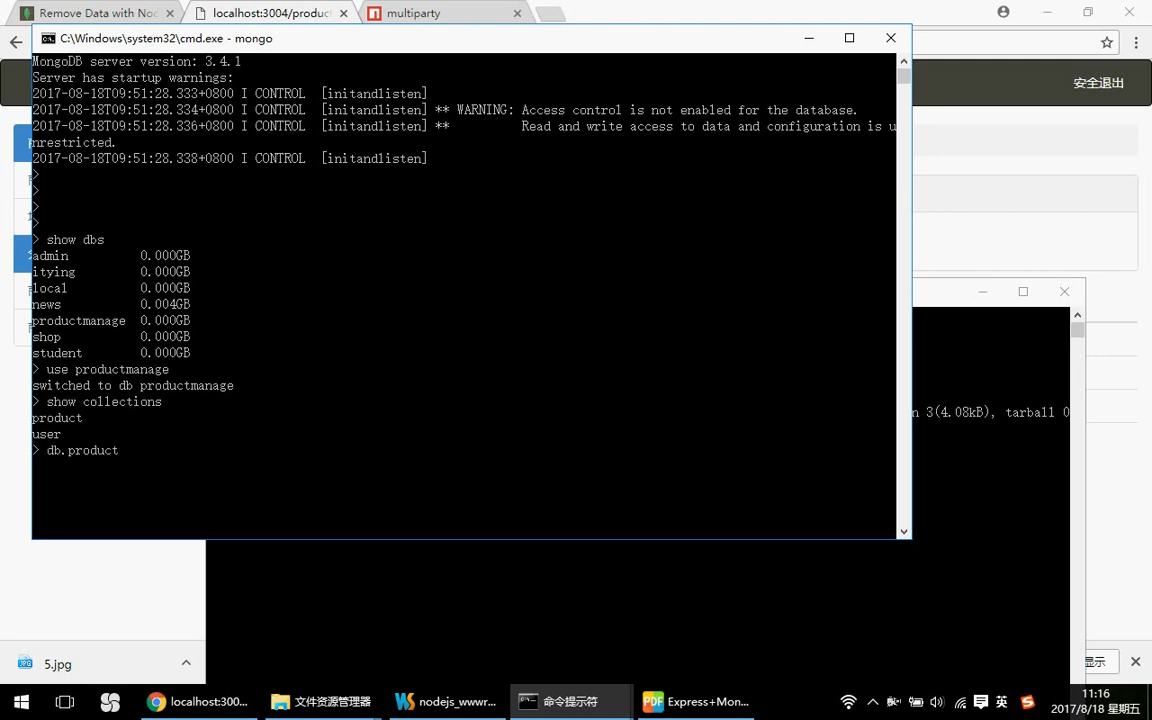 Remove Data with Nod
localhost:3004/produc
multiparty
C:\Windows\system32\cmd.exe - mongo
安全退出
MongoDB server version: 3.4.1
Server has startup warnings:
2017-08-18T09:51:28.333+0800 I CONTROL  [initandlisten]
2017-08-18T09:51:28.334+0800 I CONTROL  [initandlisten] ** WARNING: Access control is not enabled for the database.
2017-08-18T09:51:28.336+0800 I CONTROL  [initandlisten] **          Read and write access to data and configuration is u
nrestricted.
2017-08-18T09:51:28.338+0800 I CONTROL  [initandlisten]
>
>
>
>
> show dbs
admin          0.000GB
itying         0.000GB
local          0.000GB
news           0.004GB
productmanage  0.000GB
shop           0.000GB
student        0.000GB
> use productmanage
switched to db productmanage
> show collections
product
user
> db.product
n 3(4.08kB), tarball 0
5.jpg
显示
localhost:300...
文件资源管理器
nodejs_wwwr...
命令提示符
Express+Mon...
英
11:16
2017/8/18 星期五